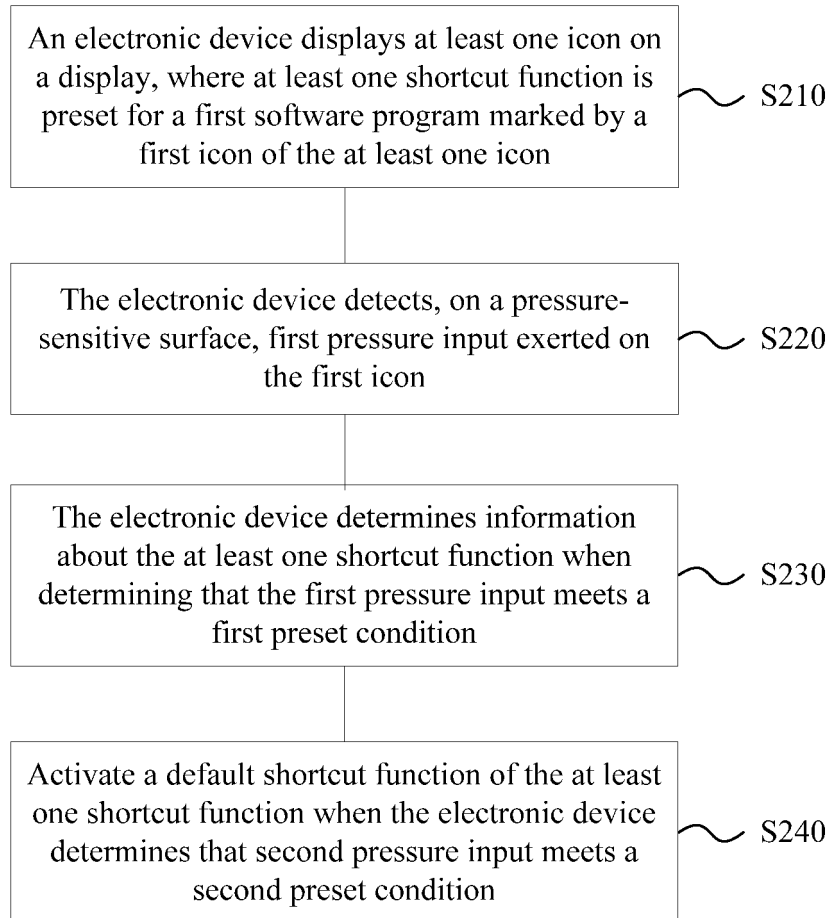 An electronic device displays at least one icon on
a display, where at least one shortcut function is
preset for a first software program marked by a
first icon of the at least one icon
S210
The electronic device detects, on a pressure-
sensitive surface, first pressure input exerted on
the first icon
S220
The electronic device determines information
about the at least one shortcut function when
determining that the first pressure input meets a
first preset condition
S230
Activate a default shortcut function of the at least
one shortcut function when the electronic device
determines that second pressure input meets a
second preset condition
S240